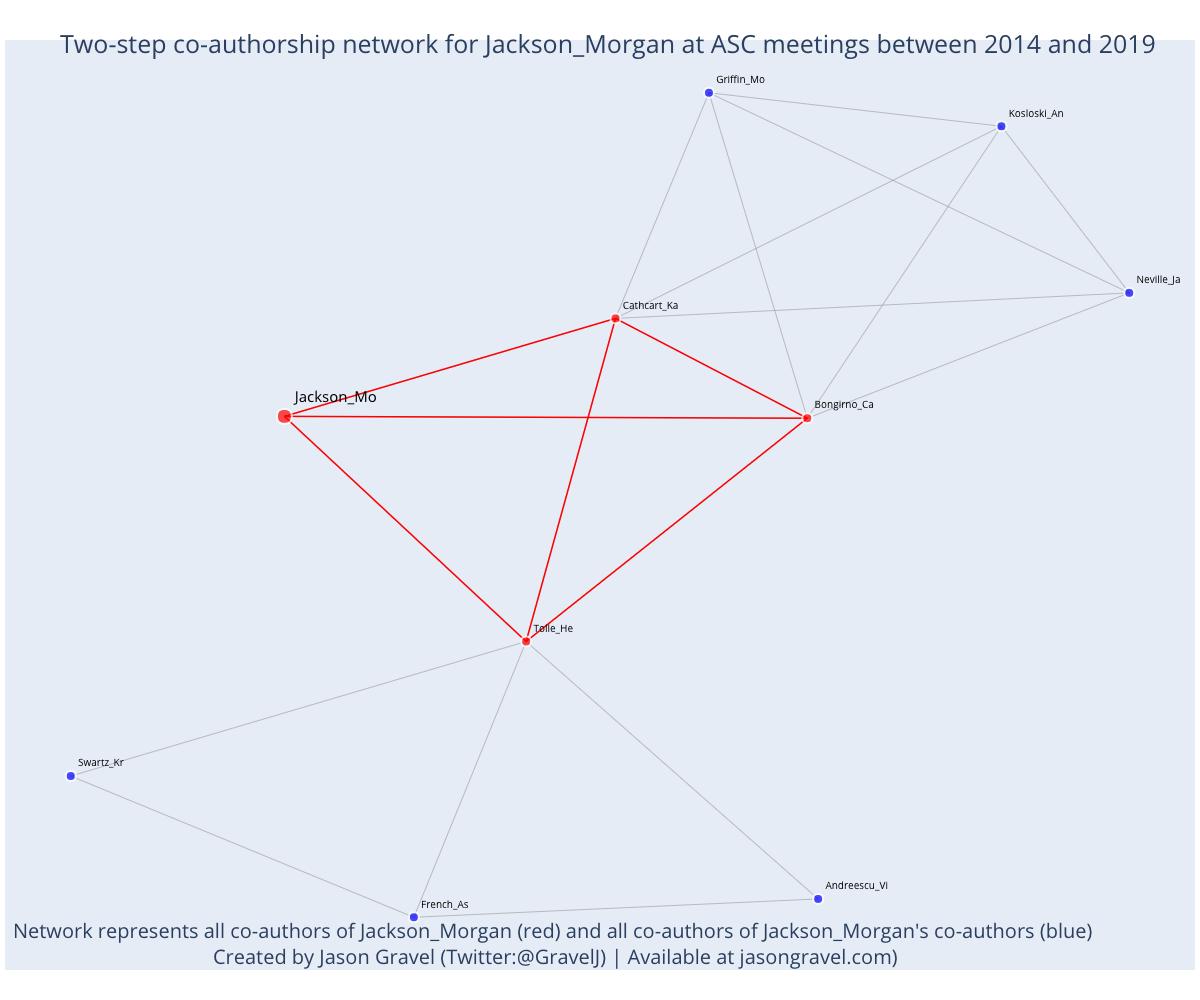 Two-step co-authorship network for Jackson_Morgan at ASC meetings between 2014 and 2019
Griffin_Mo
Kosloski_An
Neville_Ja
Cathcart_Ka
Jackson_Mo
Bongirno_Ca
Tolle_He
Swartz_Kr
Andreescu_Vi
French_As
Network represents all co-authors of Jackson_Morgan (red) and all co-authors of Jackson_Morgan's co-authors (blue)
Created by Jason Gravel (Twitter:@GravelJ) | Available at jasongravel.com)